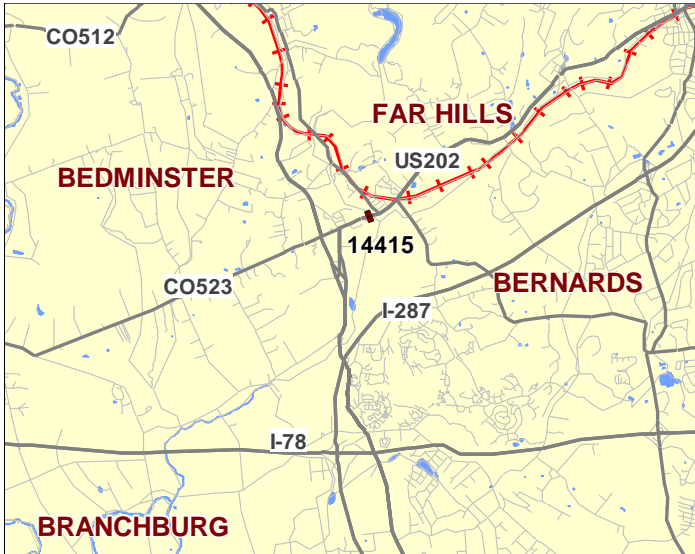 CO512
FAR HILLS
US202
BEDMINSTER
14415
CO523
BERNARDS
I-287
I-78
BRANCHBURG